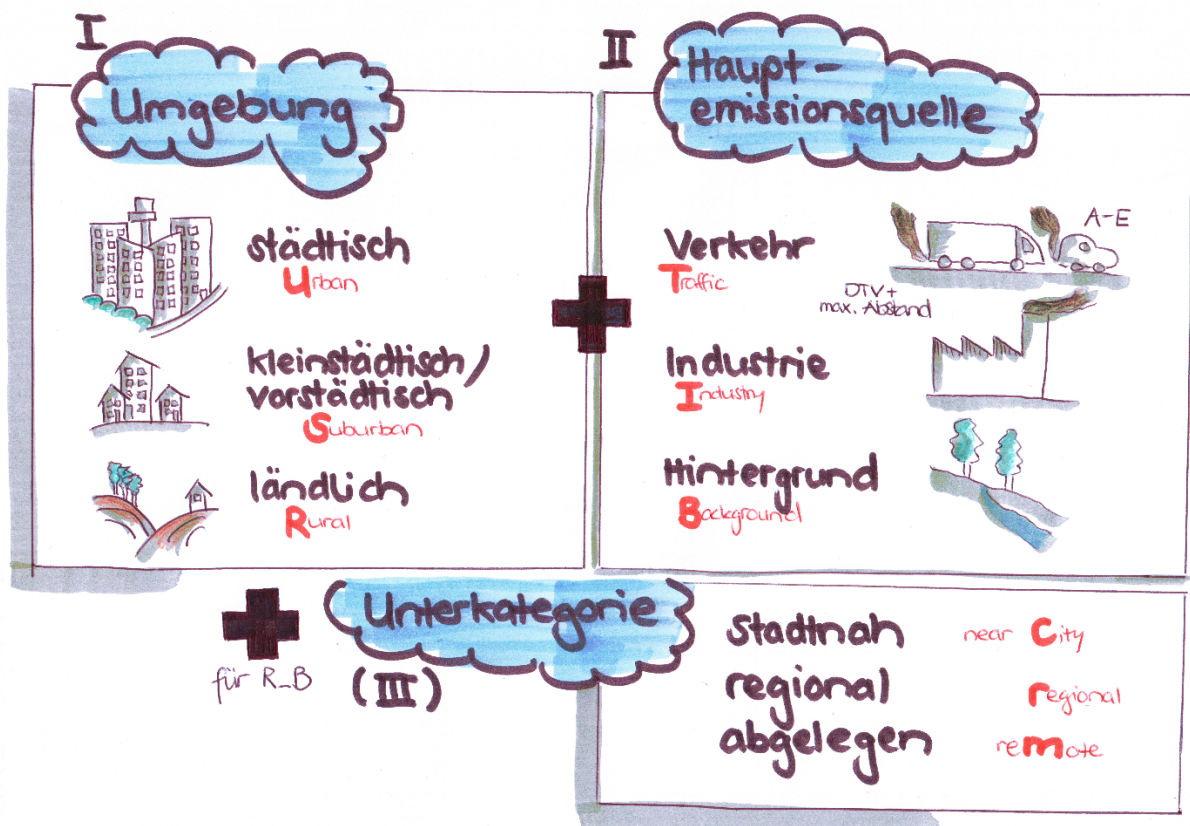 I
Umgebung
städtisch
Urban
kleinstädtisch/
vorstädtisch
Suburban
ländlich
Rural
II
Haupt-
emissionsquelle
Verkehr
Traffic
A-E
DTV+
max. Abstand
Industrie
Industry
Hintergrund
Background
für R_B
Unterkategorie
(III)
stadtnah near City
regional regional
abgelegen remote